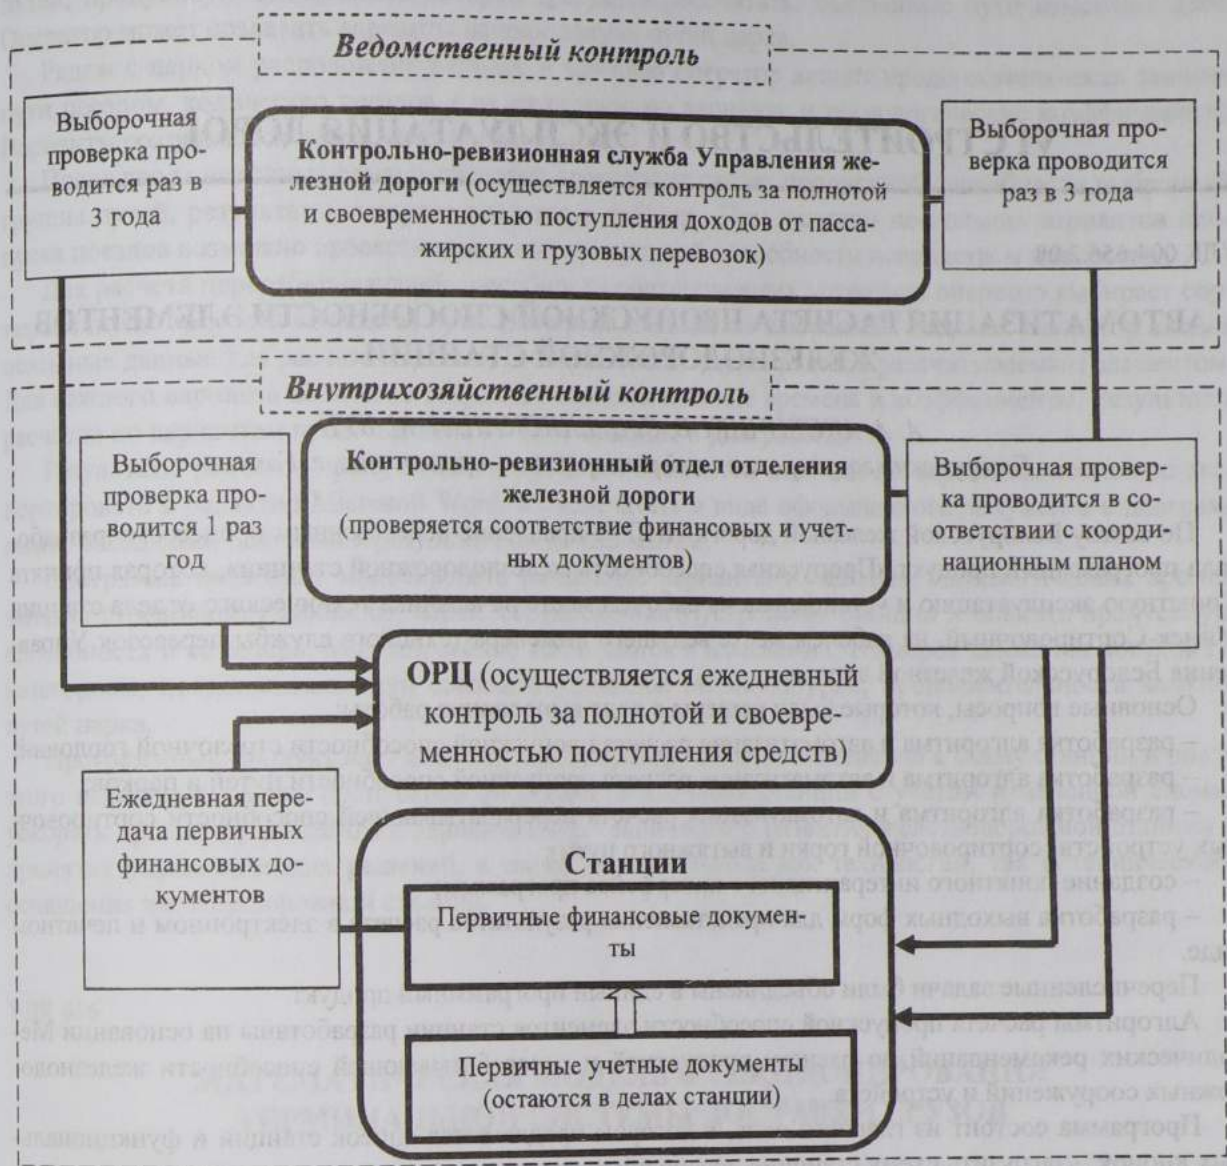 Ведомственный контроль
Выборочная
проверка про-
водится раз в
3 года
Контрольно-ревизионная служба Управления же-
лезной дороги (осуществляется контроль за полнотой
и своевременностью поступления доходов от пасса-
жирских и грузовых перевозок)
Выборочная про-
верка проводится
раз в 3 года
Внутрихозяйственный контроль
Выборочная
проверка про-
водится 1 раз
год
Контрольно-ревизионный отдел отделения
железной дороги
(проверяется соответствие финансовых и учет-
ных документов)
Выборочная провер-
ка проводится в со-
ответствии с коорди-
национным планом
ОРЦ (осуществляется ежедневный
контроль за полнотой и своевре-
менностью поступления средств)
Ежедневная пере-
дача первичных
финансовых до-
кументов
Станции
Первичные финансовые докумен-
ты
Первичные учётные документы
(остаются в делах станции)